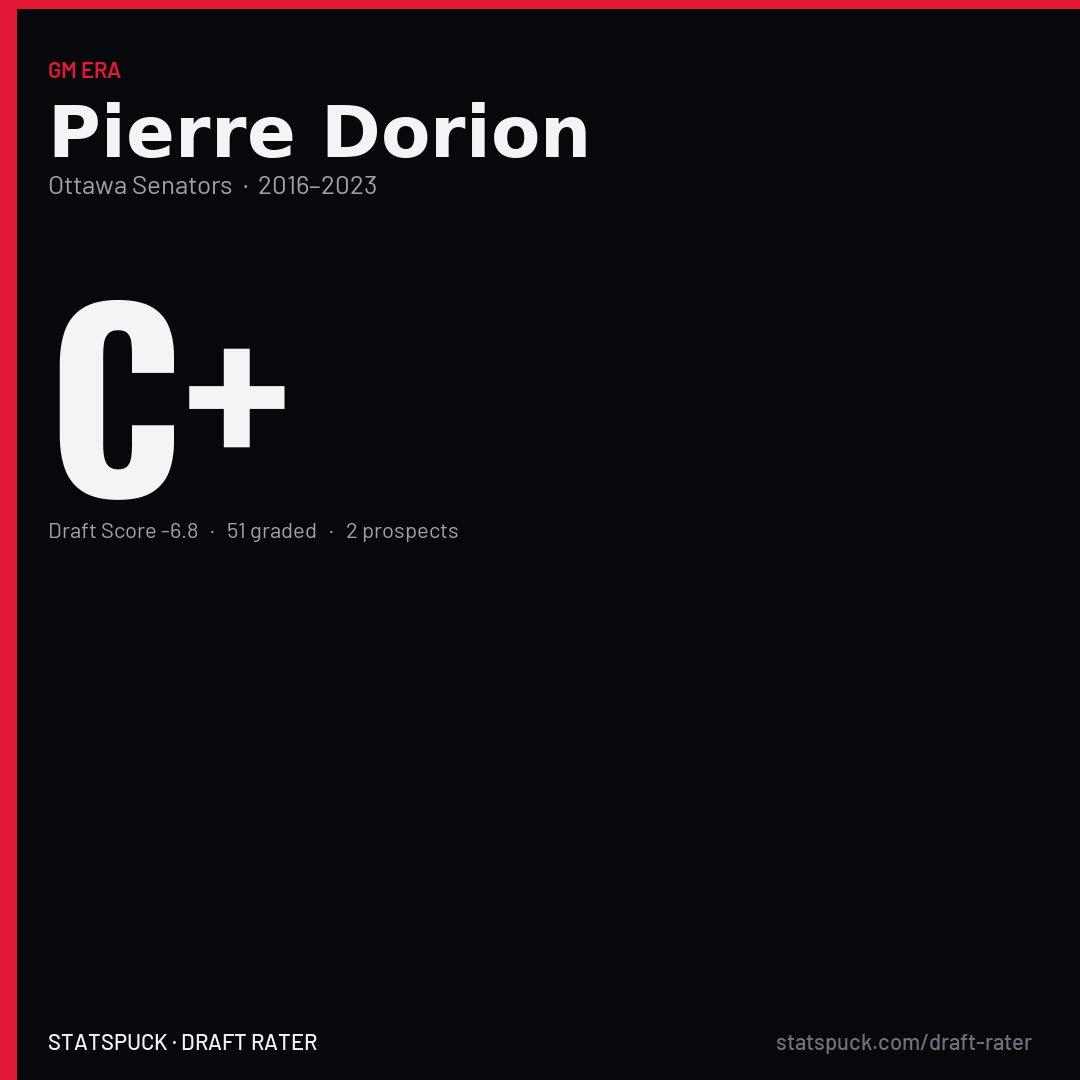 GM ERA
Pierre Dorion
Ottawa Senators · 2016–2023
C+
Draft Score -6.8 · 51 graded · 2 prospects
STATSPUCK · DRAFT RATER
statspuck.com/draft-rater